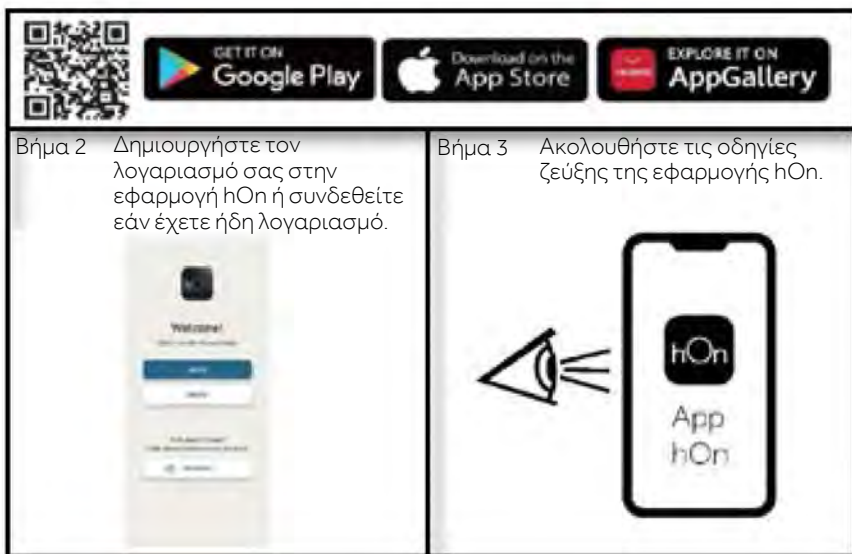 GET IT ON
Google Play
Download on the
App Store
EXPLORE IT ON
AppGallery
Βήμα 2 Δημιουργήστε τον
λογαριασμό σας στην
εφαρμογή hOn ή συνδεθείτε
εάν έχετε ήδη λογαριασμό.
Welcome!
Βήμα 3 Ακολουθήστε τις οδηγίες
ζεύξης της εφαρμογής hOn.
hOn
App
hOn